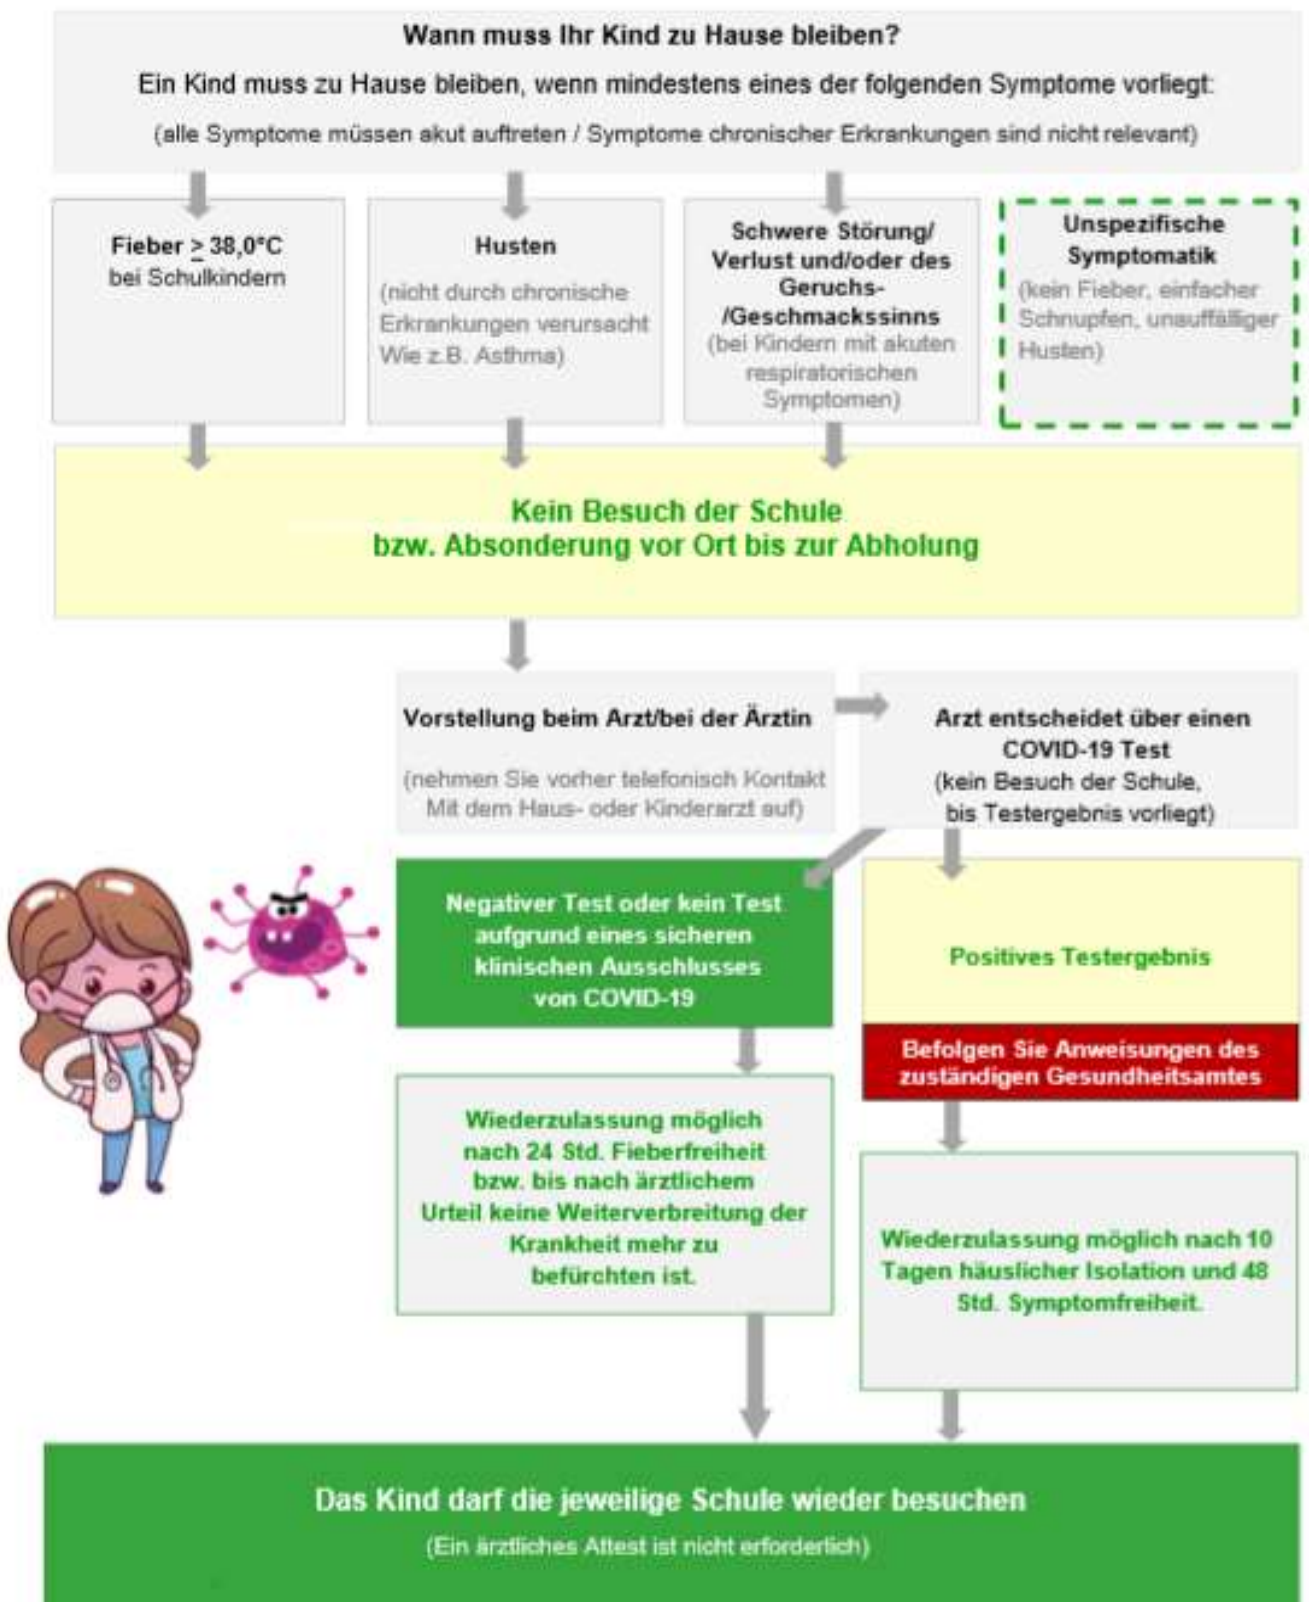 Wann muss Ihr Kind zu Hause bleiben?
Ein Kind muss zu Hause bleiben, wenn mindestens eines der folgenden Symptome vorliegt:
(alle Symptome müssen akut auftreten / Symptome chronischer Erkrankungen sind nicht relevant)
Fieber ≥ 38,0°C
bei Schulkindern
Husten
(nicht durch chronische
Erkrankungen verursacht
Wie z.B. Asthma)
Schwere Störung/
Verlust und/oder des
Geruchs-
/Geschmackssinns
(bei Kindern mit akuten
respiratorischen
Symptomen)
Unspezifische
Symptomatik
(kein Fieber, einfacher
Schnupfen, unauffälliger
Husten)
Kein Besuch der Schule
bzw. Absonderung vor Ort bis zur Abholung
Vorstellung beim Arzt/bei der Ärztin
(nehmen Sie vorher telefonisch Kontakt
Mit dem Haus- oder Kinderarzt auf)
Arzt entscheidet über einen
COVID-19 Test
(kein Besuch der Schule,
bis Testergebnis vorliegt)
Negativer Test oder kein Test
aufgrund eines sicheren
klinischen Ausschlusses
von COVID-19
Positives Testergebnis
Befolgen Sie Anweisungen des
zuständigen Gesundheitsamtes
Wiederzulassung möglich
nach 24 Std. Fieberfreiheit
bzw. bis nach ärztlichem
Urteil keine Weiterverbreitung der
Krankheit mehr zu
befürchten ist.
Wiederzulassung möglich nach 10
Tagen häuslicher Isolation und 48
Std. Symptomfreiheit.
Das Kind darf die jeweilige Schule wieder besuchen
(Ein ärztliches Attest ist nicht erforderlich)